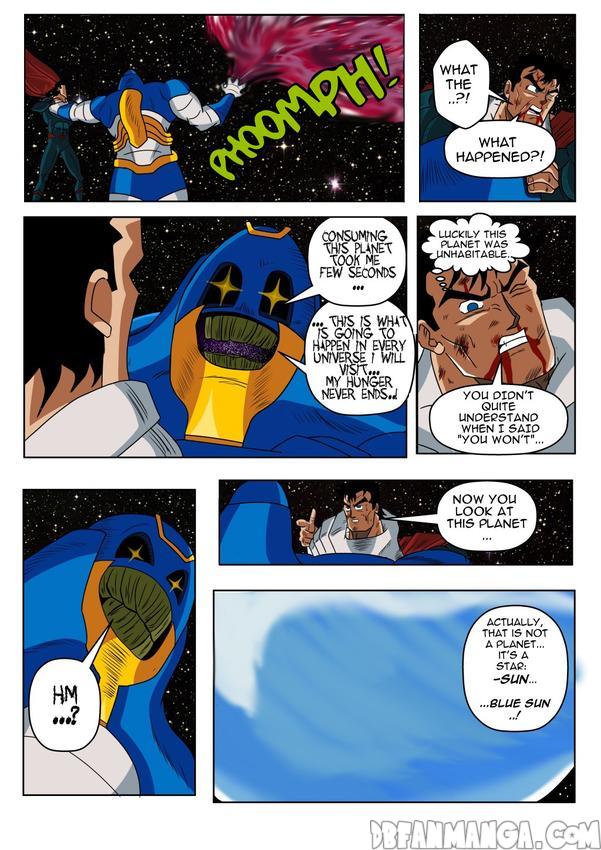 PHOOMPH!
WHAT
THE
..?!
WHAT
HAPPENED?!
CONSUMING
THIS PLANET
TOOK ME
FEW SECONDS
...
... THIS IS WHAT
IS GOING TO
HAPPEN IN EVERY
UNIVERSE I WILL
VISIT...
MY HUNGER
NEVER ENDS..!
LUCKILY THIS
PLANET WAS
UNHABITABLE.
YOU DIDN'T
QUITE
UNDERSTAND
WHEN I SAID
"YOU WON'T"...
HM
...?
NOW YOU
LOOK AT
THIS PLANET
...
ACTUALLY,
THAT IS NOT
A PLANET...
IT'S A
STAR:
-SUN...
...BLUE SUN
..!
DBFANMANGA.COM